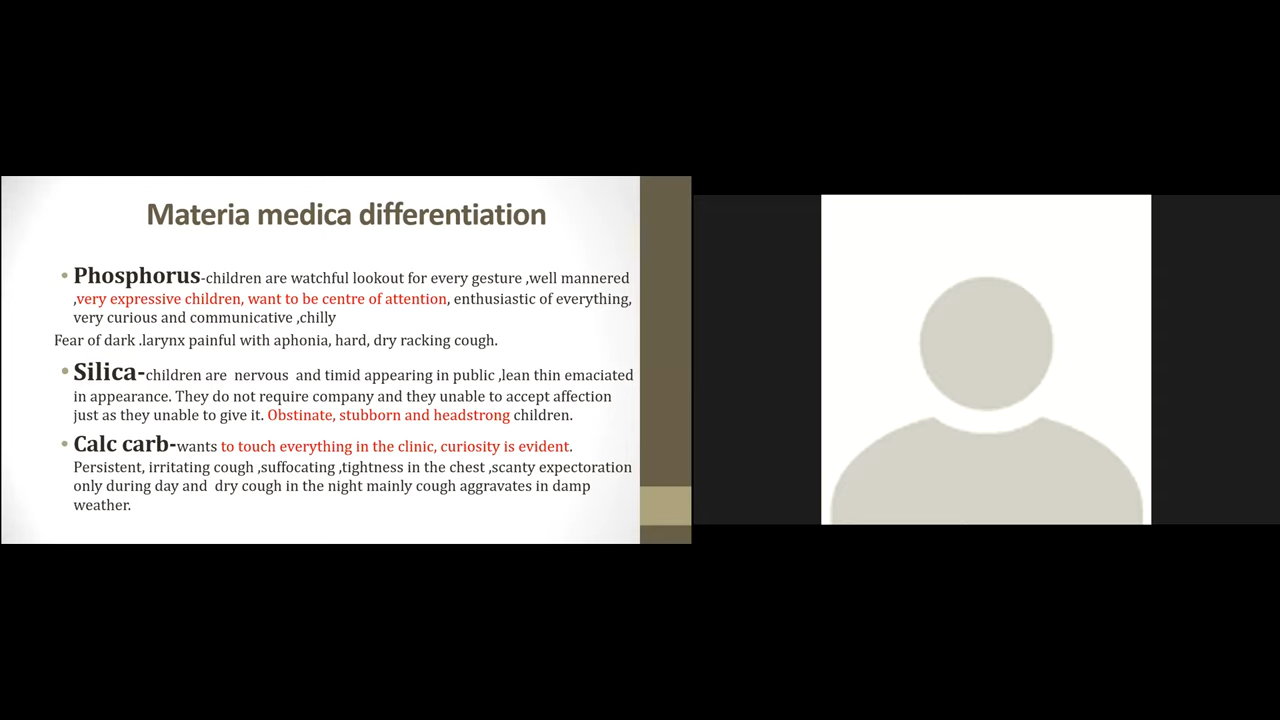 Materia medica differentiation
• Phosphorus-children are watchful lookout for every gesture ,well mannered
,very expressive children, want to be centre of attention, enthusiastic of everything,
very curious and communicative ,chilly
Fear of dark .larynx painful with aphonia, hard, dry racking cough.
• Silica-children are nervous and timid appearing in public ,lean thin emaciated
in appearance. They do not require company and they unable to accept affection
just as they unable to give it. Obstinate, stubborn and headstrong children.
• Calc carb-wants to touch everything in the clinic, curiosity is evident.
Persistent, irritating cough ,suffocating ,tightness in the chest ,scanty expectoration
only during day and dry cough in the night mainly cough aggravates in damp
weather.